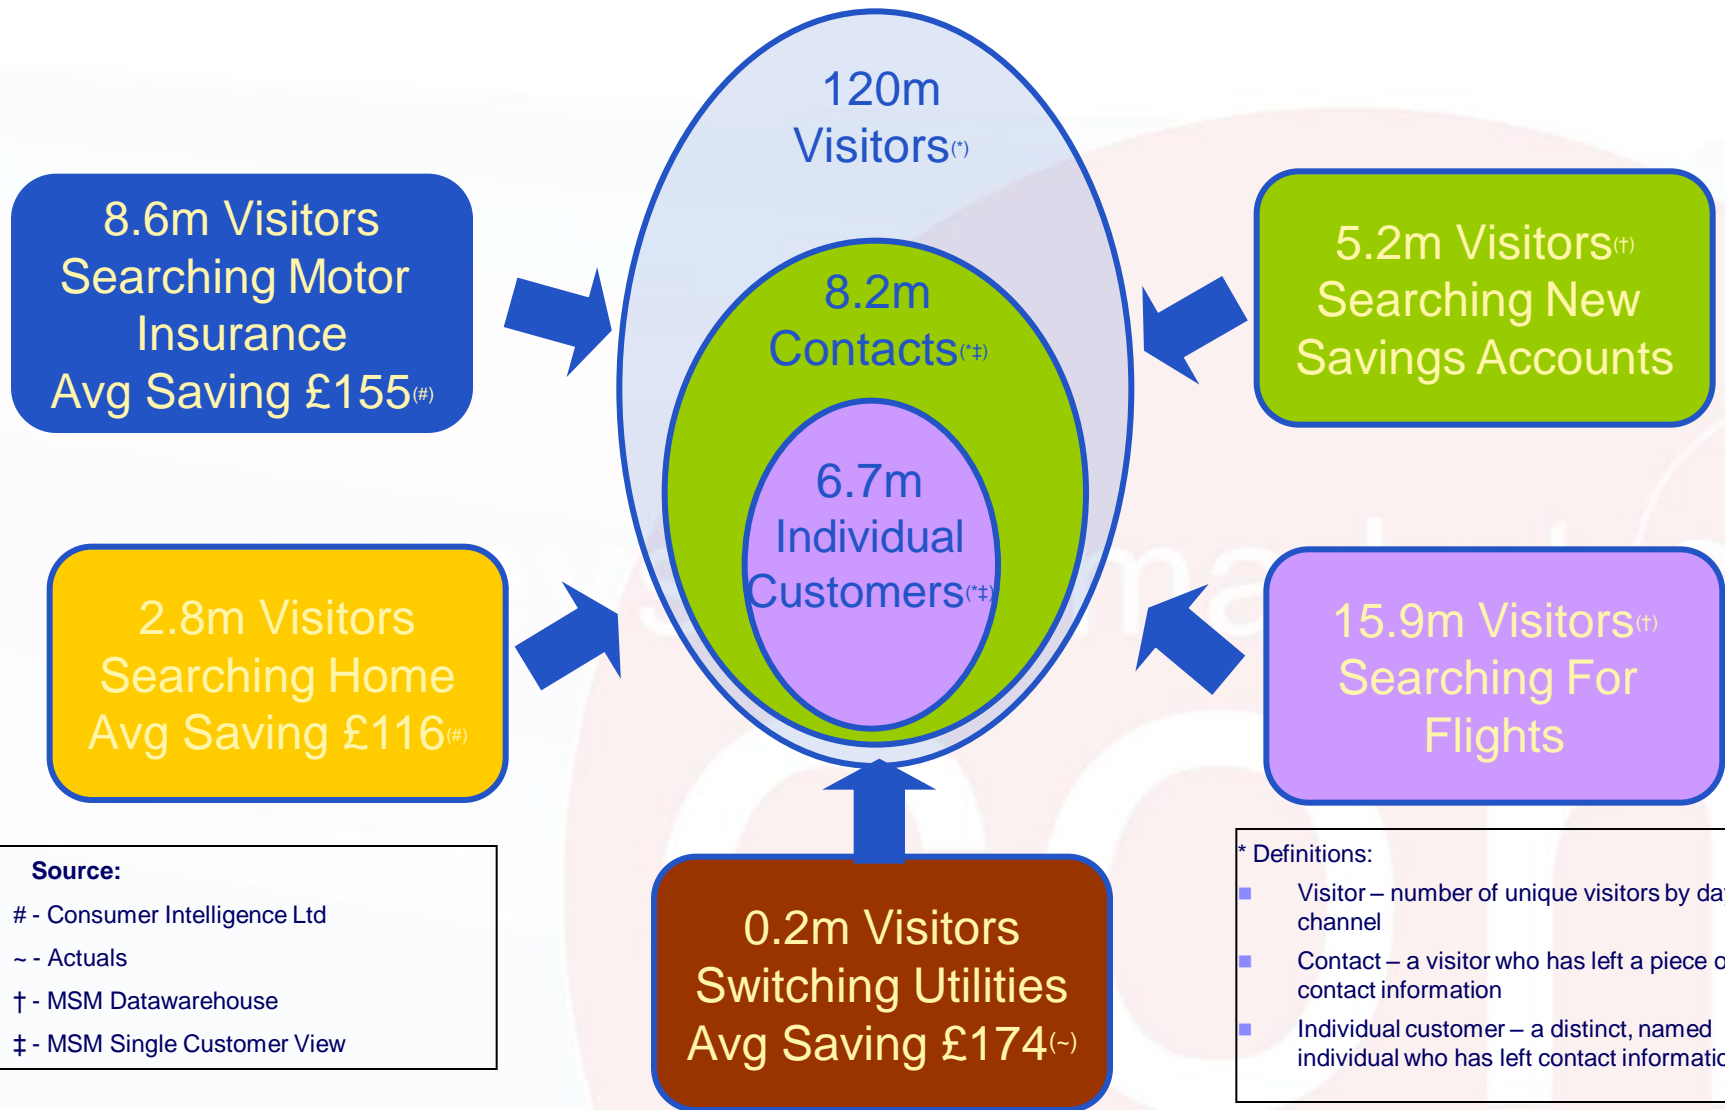 120m
Visitors(*)
8.6m Visitors
Searching Motor
Insurance
Avg Saving £155(#)
8.2m
Contacts(*‡)
5.2m Visitors(†)
Searching New
Savings Accounts
6.7m
Individual
Customers(*‡)
2.8m Visitors
Searching Home
Avg Saving £116(#)
15.9m Visitors(†)
Searching For
Flights
0.2m Visitors
Switching Utilities
Avg Saving £174(~)
Source:
# - Consumer Intelligence Ltd
~ - Actuals
† - MSM Datawarehouse
‡ - MSM Single Customer View
* Definitions:
Visitor – number of unique visitors by day
channel
Contact – a visitor who has left a piece
contact information
Individual customer – a distinct, named
individual who has left contact